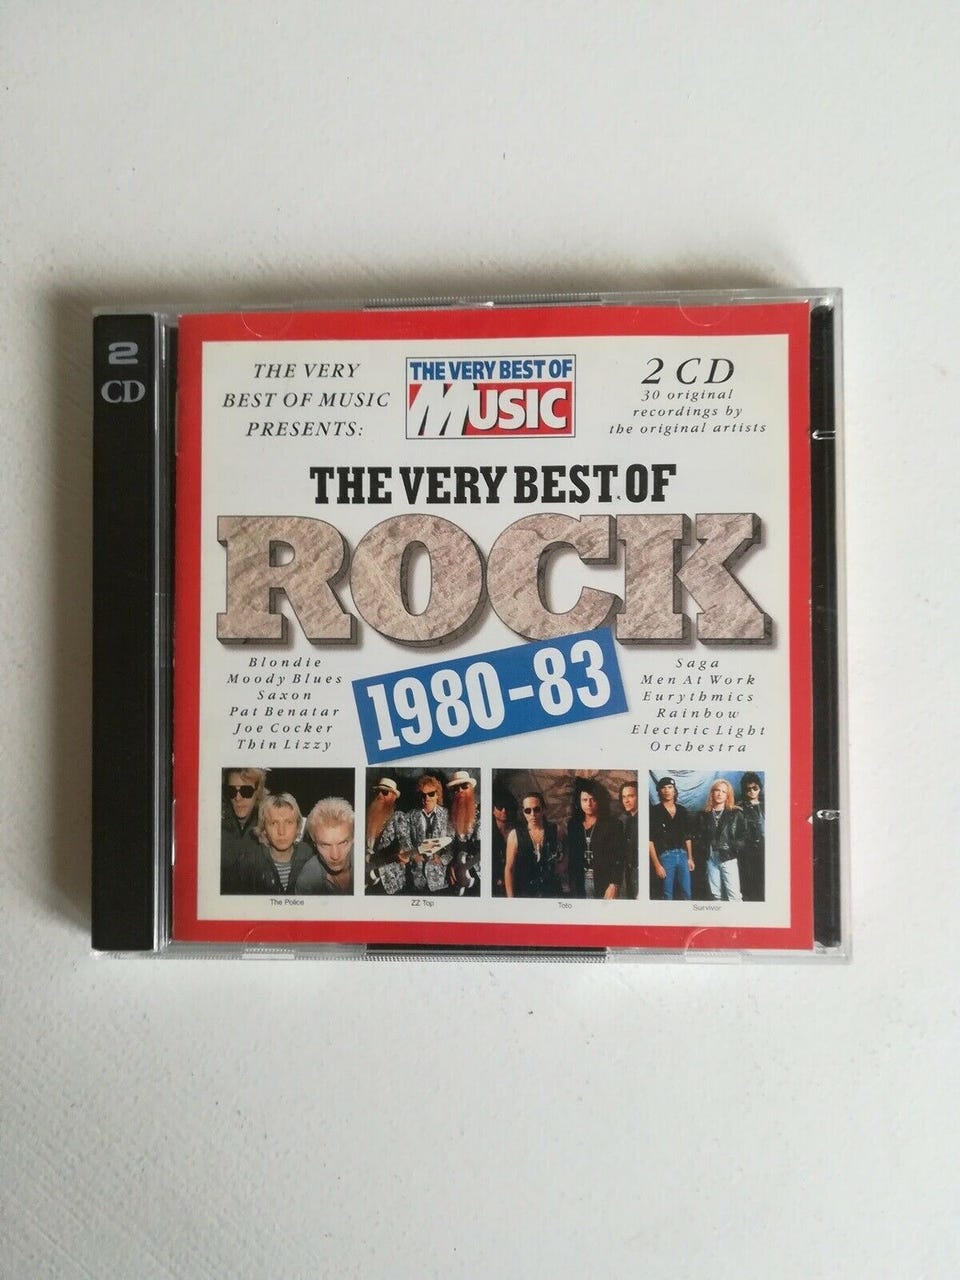 2
CD
THE VERY
BEST OF MUSIC
PRESENTS:
THE VERY BEST OF
MUSIC
2 CD
30 original
recordings by
the original artists
THE VERY BEST OF
ROCK
1980-83
Blondie
Moody Blues
Saxon
Pat Benatar
Joe Cocker
Thin Lizzy
Saga
Men At Work
Eurythmics
Rainbow
Electric Light
Orchestra
The Police
ZZ Top
Toto
Survivor